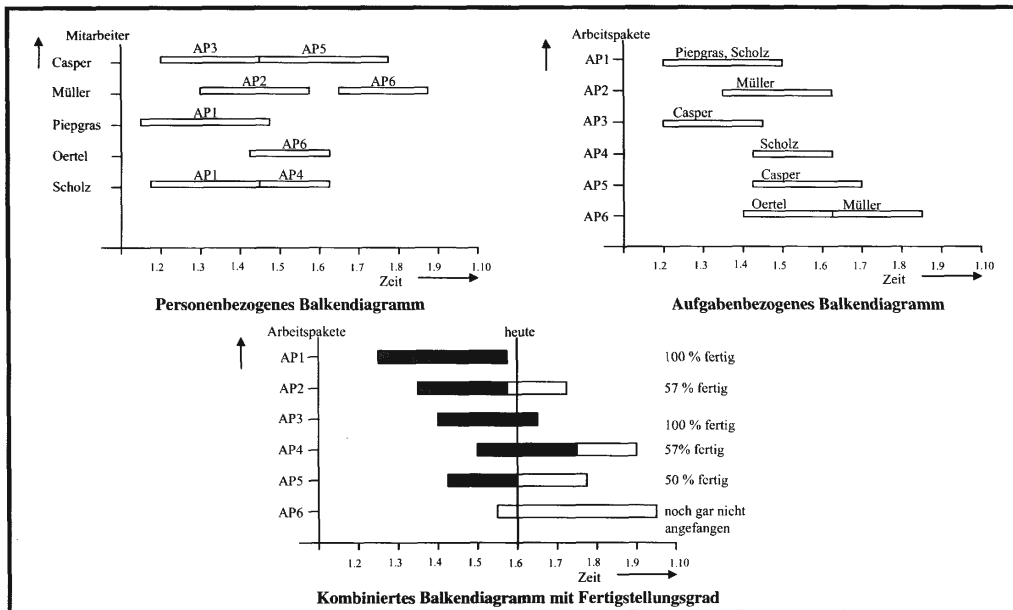 Mitarbeiter
Casper
AP3 AP5
Müller
AP2 AP6
Piepgras
AP1
Oertel
AP6
Scholz
AP1 AP4
1.2 1.3 1.4 1.5 1.6 1.7 1.8 1.9 1.10
Zeit
Personenbezogenes Balkendiagramm
Arbeitspakete
AP1 Piepgras, Scholz
AP2 Müller
AP3 Casper
AP4 Scholz
AP5 Casper
AP6 Oertel Müller
1.2 1.3 1.4 1.5 1.6 1.7 1.8 1.9 1.10
Zeit
Aufgabenbezogenes Balkendiagramm
Arbeitspakete heute
AP1 100 % fertig
AP2 57 % fertig
AP3 100 % fertig
AP4 57% fertig
AP5 50 % fertig
AP6 noch gar nicht
angefangen
1.2 1.3 1.4 1.5 1.6 1.7 1.8 1.9 1.10
Zeit
Kombiniertes Balkendiagramm mit Fertigstellungsgrad